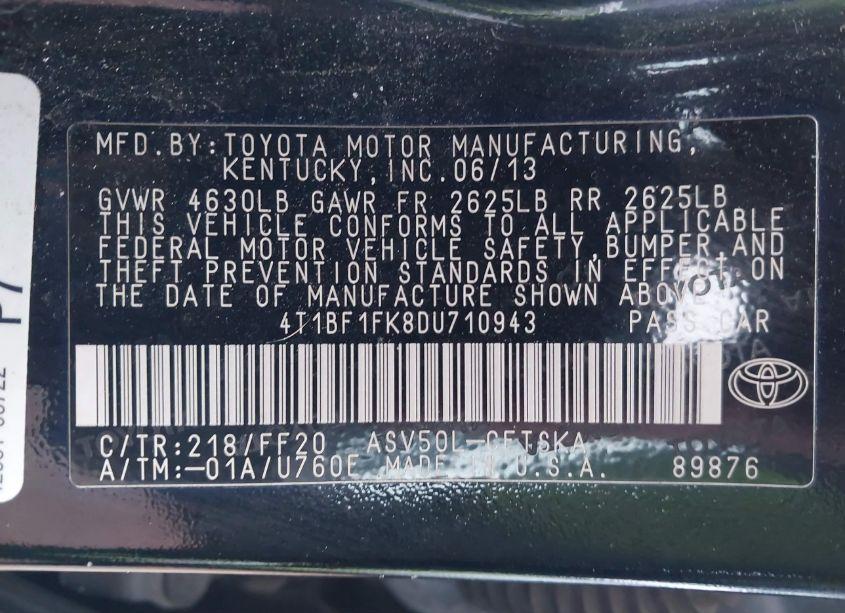 MFD.BY:TOYOTA MOTOR MANUFACTURING,
KENTUCKY,INC.06/13
GVWR 4630LB GAWR FR 2625LB RR 2625LB
THIS VEHICLE CONFORMS TO ALL APPLICABLE
FEDERAL MOTOR VEHICLE SAFETY,BUMPER,AND
THEFT PREVENTION STANDARDS IN EFFECT ON
THE DATE OF MANUFACTURE SHOWN ABOVE.
4T1BF1FK8DU710943 PASS CAR
C/TR:218/FF20 ASV50L-CETSKA
A/TM:-01A/U760E MADE IN U.S.A. 89876
P7